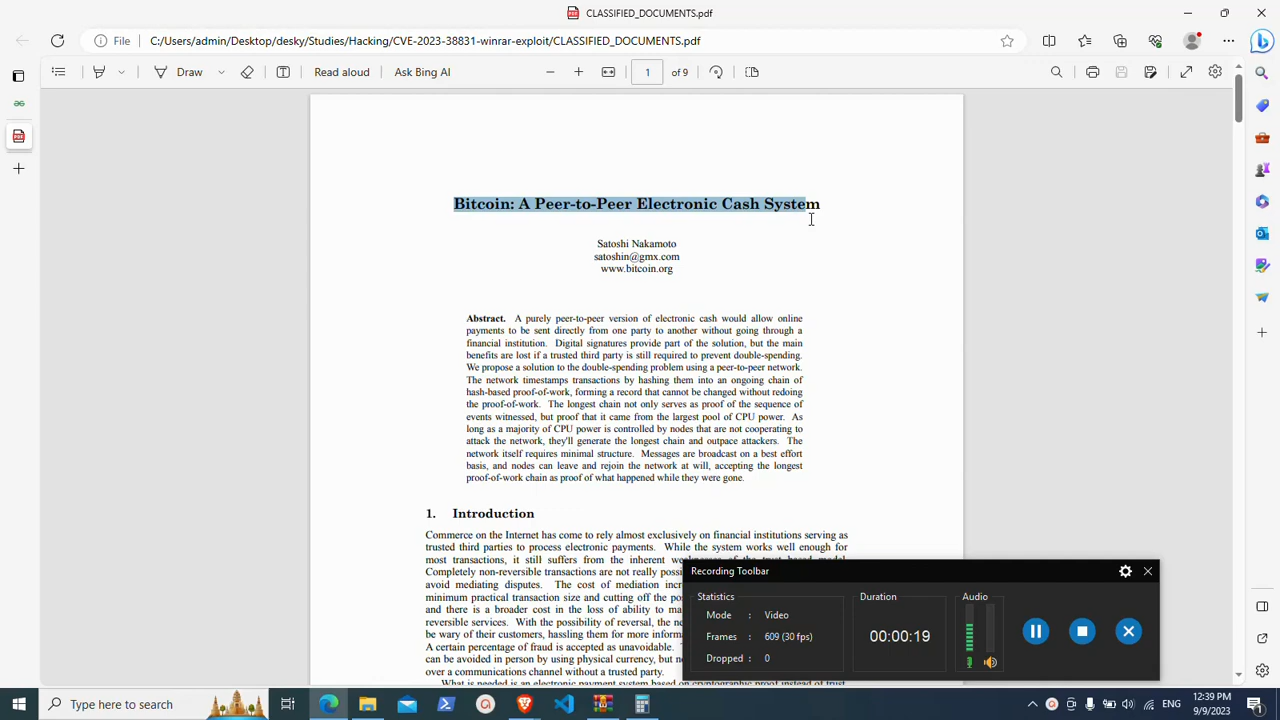 CLASSIFIED_DOCUMENTS.pdf
File C:/Users/admin/Desktop/desky/Studies/Hacking/CVE-2023-38831-winrar-exploit/CLASSIFIED_DOCUMENTS.pdf
Draw Read aloud Ask Bing AI 1 of 9
Bitcoin: A Peer-to-Peer Electronic Cash System
Satoshi Nakamoto
satoshin@gmx.com
www.bitcoin.org
Abstract. A purely peer-to-peer version of electronic cash would allow online
payments to be sent directly from one party to another without going through a
financial institution. Digital signatures provide part of the solution, but the main
benefits are lost if a trusted third party is still required to prevent double-spending.
We propose a solution to the double-spending problem using a peer-to-peer network.
The network timestamps transactions by hashing them into an ongoing chain of
hash-based proof-of-work, forming a record that cannot be changed without redoing
the proof-of-work. The longest chain not only serves as proof of the sequence of
events witnessed, but proof that it came from the largest pool of CPU power. As
long as a majority of CPU power is controlled by nodes that are not cooperating to
attack the network, they'll generate the longest chain and outpace attackers. The
network itself requires minimal structure. Messages are broadcast on a best effort
basis, and nodes can leave and rejoin the network at will, accepting the longest
proof-of-work chain as proof of what happened while they were gone.
1. Introduction
Commerce on the Internet has come to rely almost exclusively on financial institutions serving as
trusted third parties to process electronic payments. While the system works well enough for
most transactions, it still suffers from the inherent weaknesses of the trust based model.
Completely non-reversible transactions are not really possi
avoid mediating disputes. The cost of mediation incr
minimum practical transaction size and cutting off the po
and there is a broader cost in the loss of ability to ma
reversible services. With the possibility of reversal, the ne
be wary of their customers, hassling them for more inform
A certain percentage of fraud is accepted as unavoidable.
can be avoided in person by using physical currency, but no
over a communications channel without a trusted party.
What is needed is an electronic payment system based on cryptographic proof instead of trust,
Recording Toolbar
Statistics
Mode : Video
Frames : 609 (30 fps)
Dropped : 0
Duration
00:00:19
Audio
Type here to search
ENG
12:39 PM
9/9/2023
1